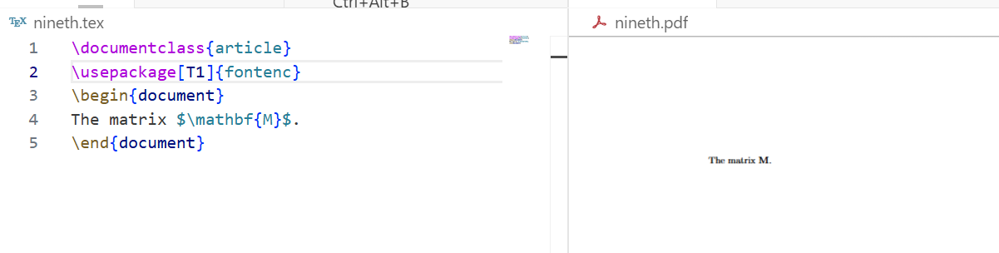 Ctrl+Alt+B
TEX nineth.tex
nineth.pdf
1 \documentclass{article}
2 \usepackage[T1]{fontenc}
3 \begin{document}
4 The matrix $\mathbf{M}$.
5 \end{document}
The matrix M.